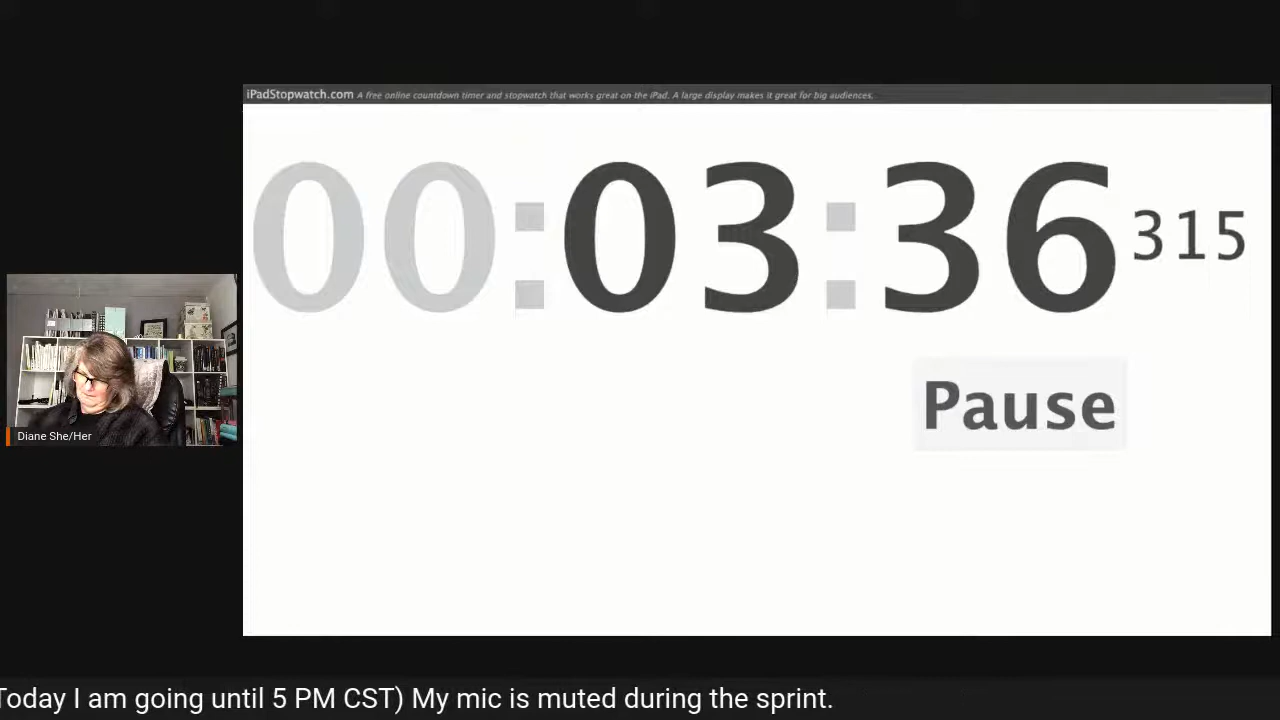 iPadStopwatch.com A free online countdown timer and stopwatch that works great on the iPad. A large display makes it great for big audiences.
00:03:36 315
Pause
Diane She/Her
Today I am going until 5 PM CST) My mic is muted during the sprint.